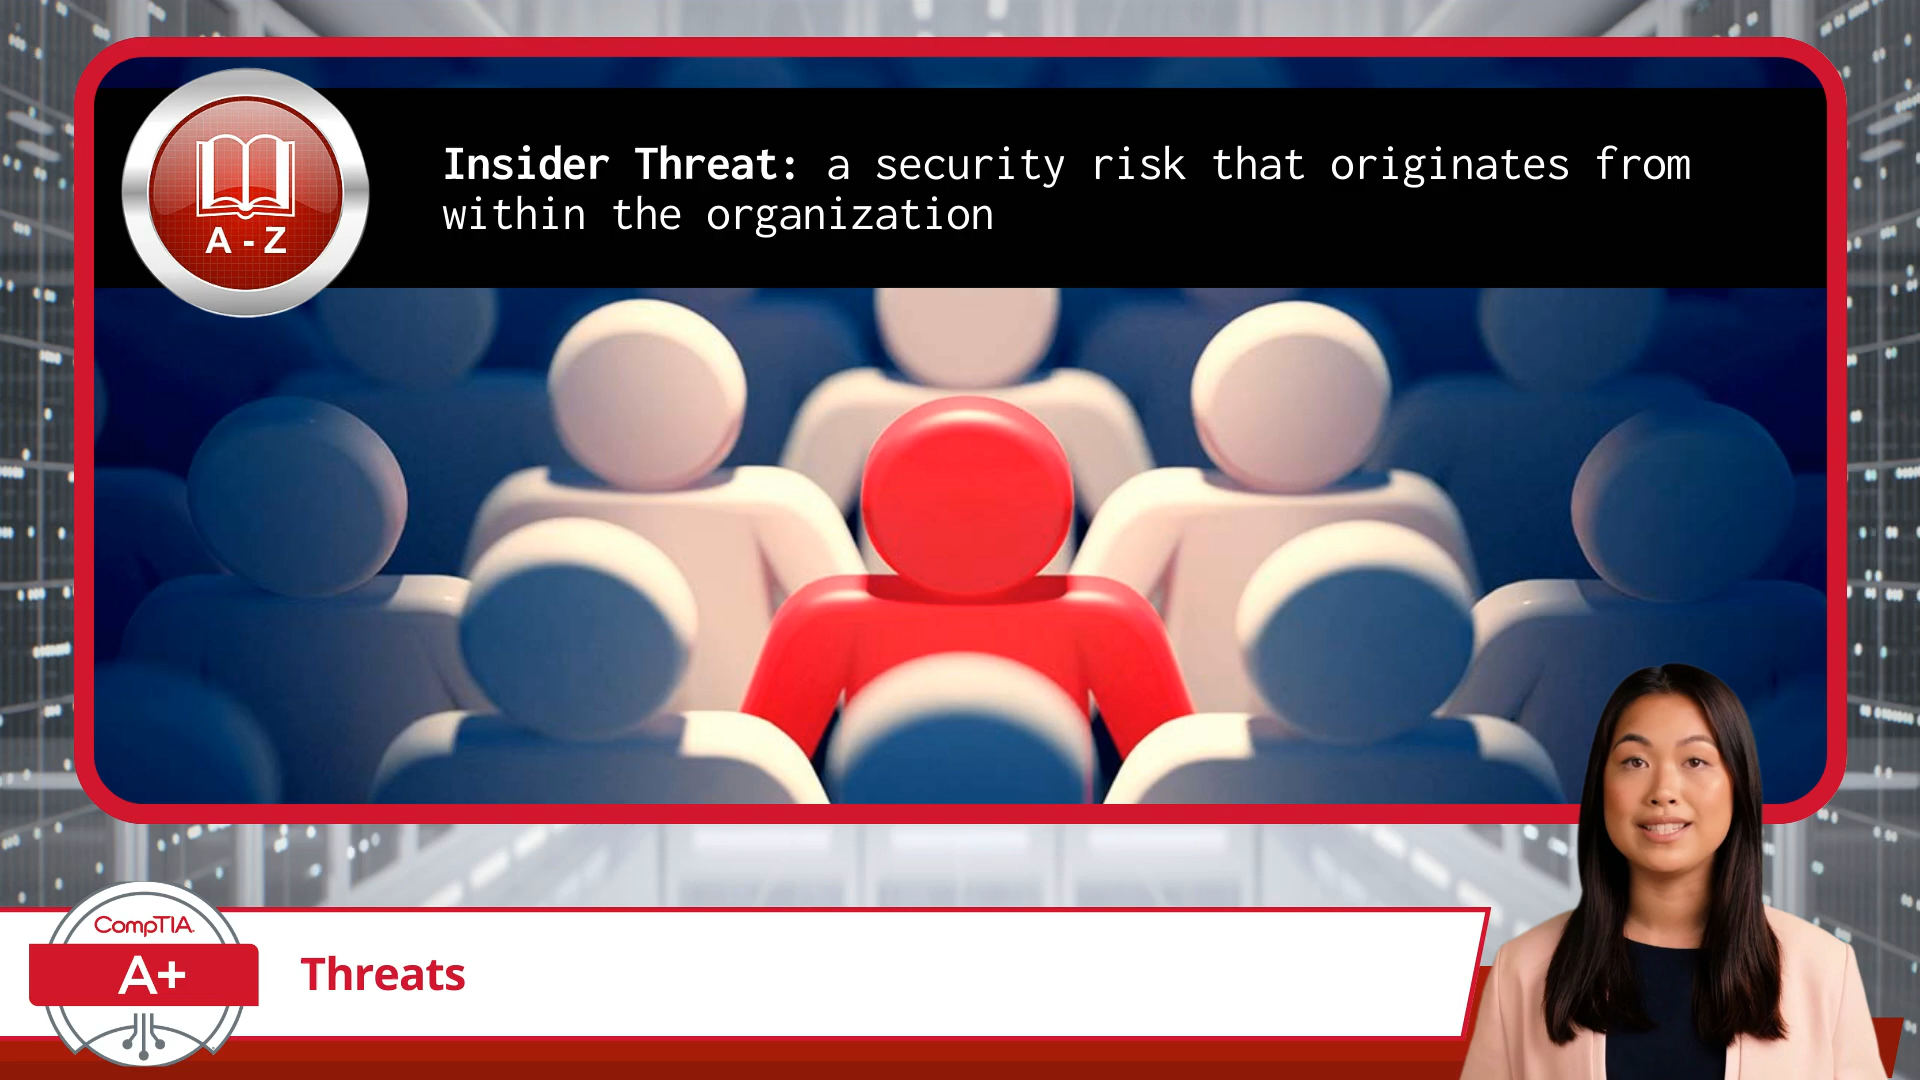 A - Z
Insider Threat: a security risk that originates from
within the organization
CompTIA.
A+
Threats